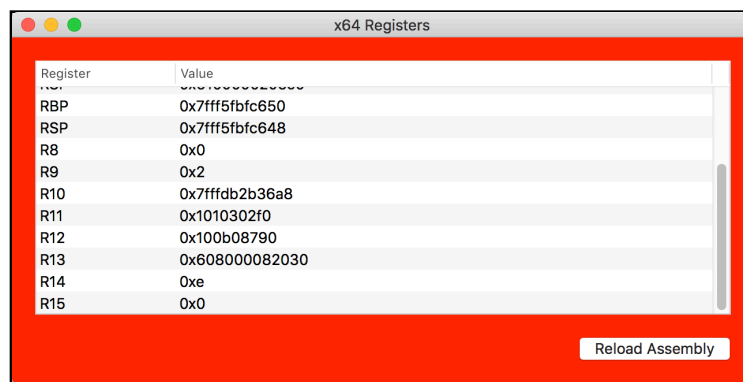 x64 Registers
Register Value
RBP 0x7fff5fbfc650
RSP 0x7fff5fbfc648
R8 0x0
R9 0x2
R10 0x7fffdb2b36a8
R11 0x1010302f0
R12 0x100b08790
R13 0x608000082030
R14 0xe
R15 0x0
Reload Assembly